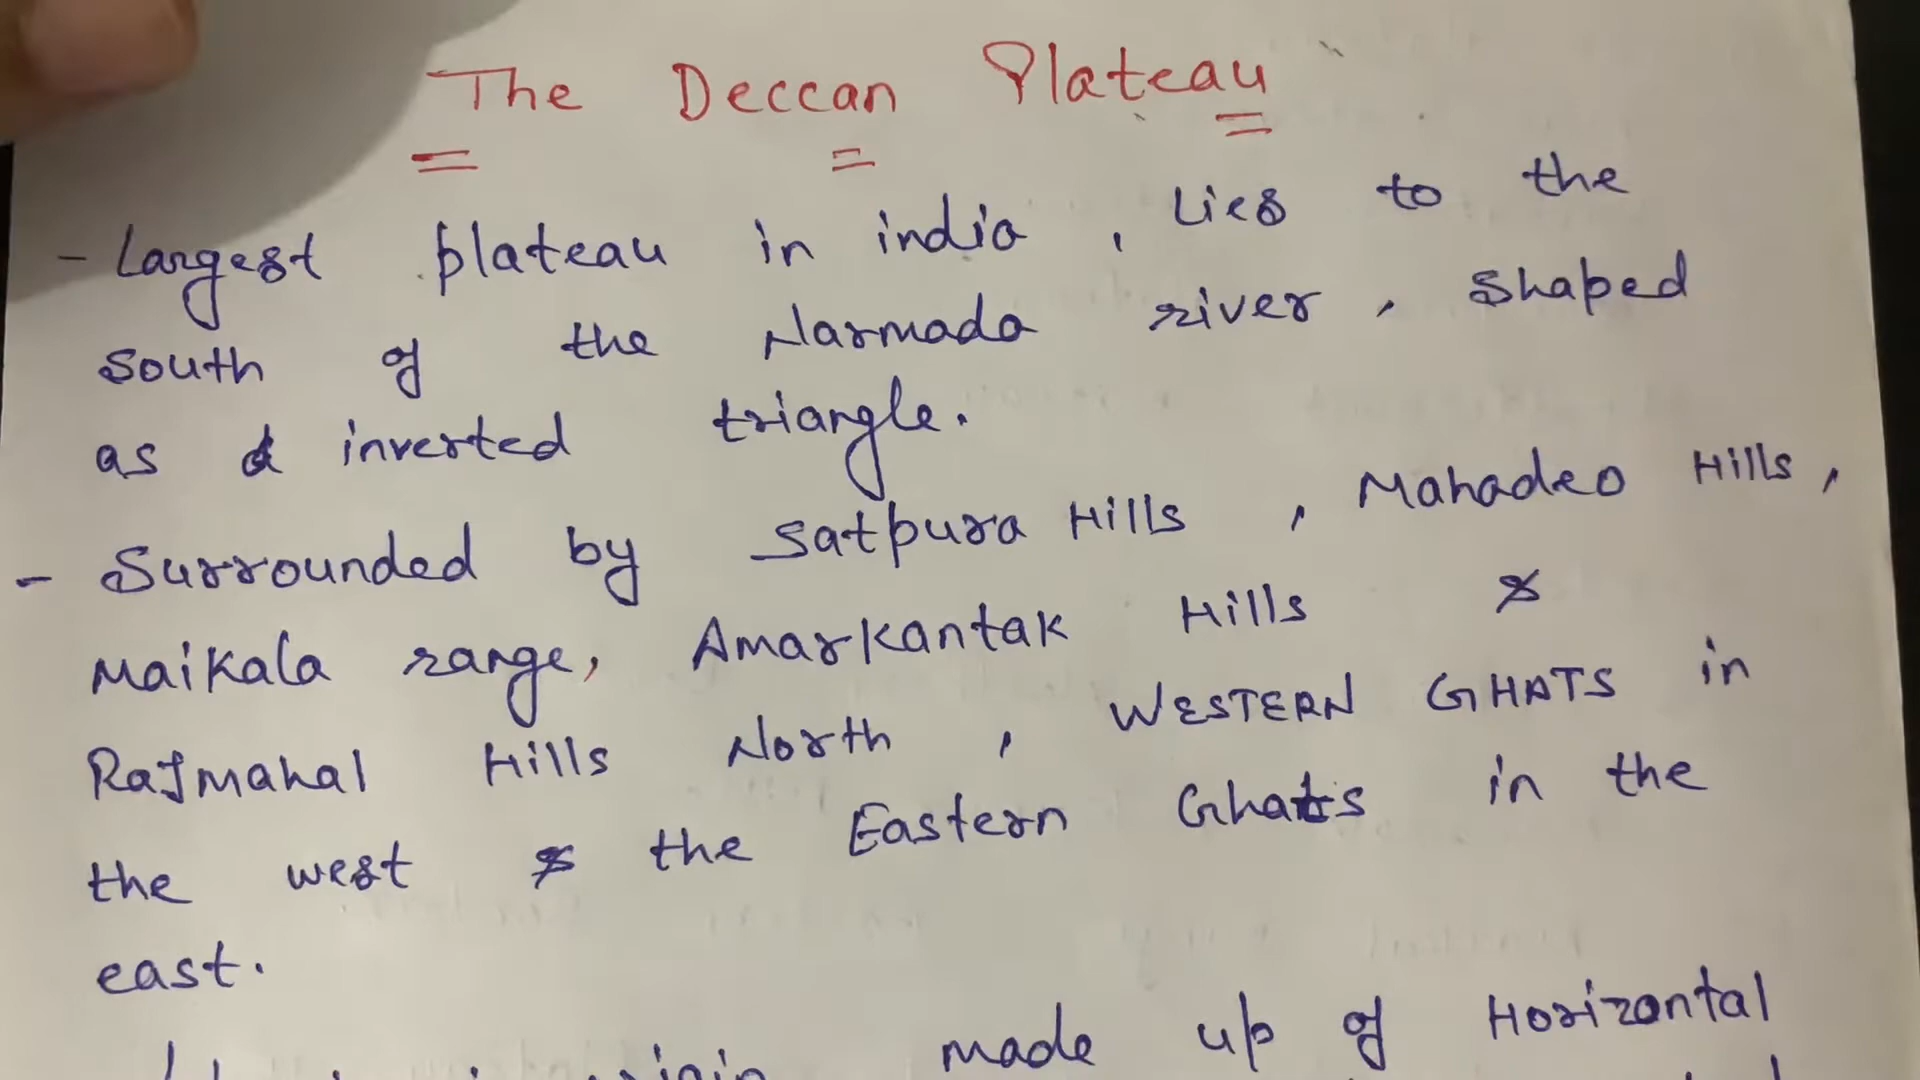 The Deccan Plateau
- Largest plateau in india, Lies to the
south of the Narmada river, shaped
as inverted triangle.
- Surrounded by Satpura Hills, Mahadeo Hills,
Maikala range, Amarkantak Hills &
Rajmahal Hills North, WESTERN GHATS in
the west & the Eastern Ghats in the
east.
made up of Horizontal